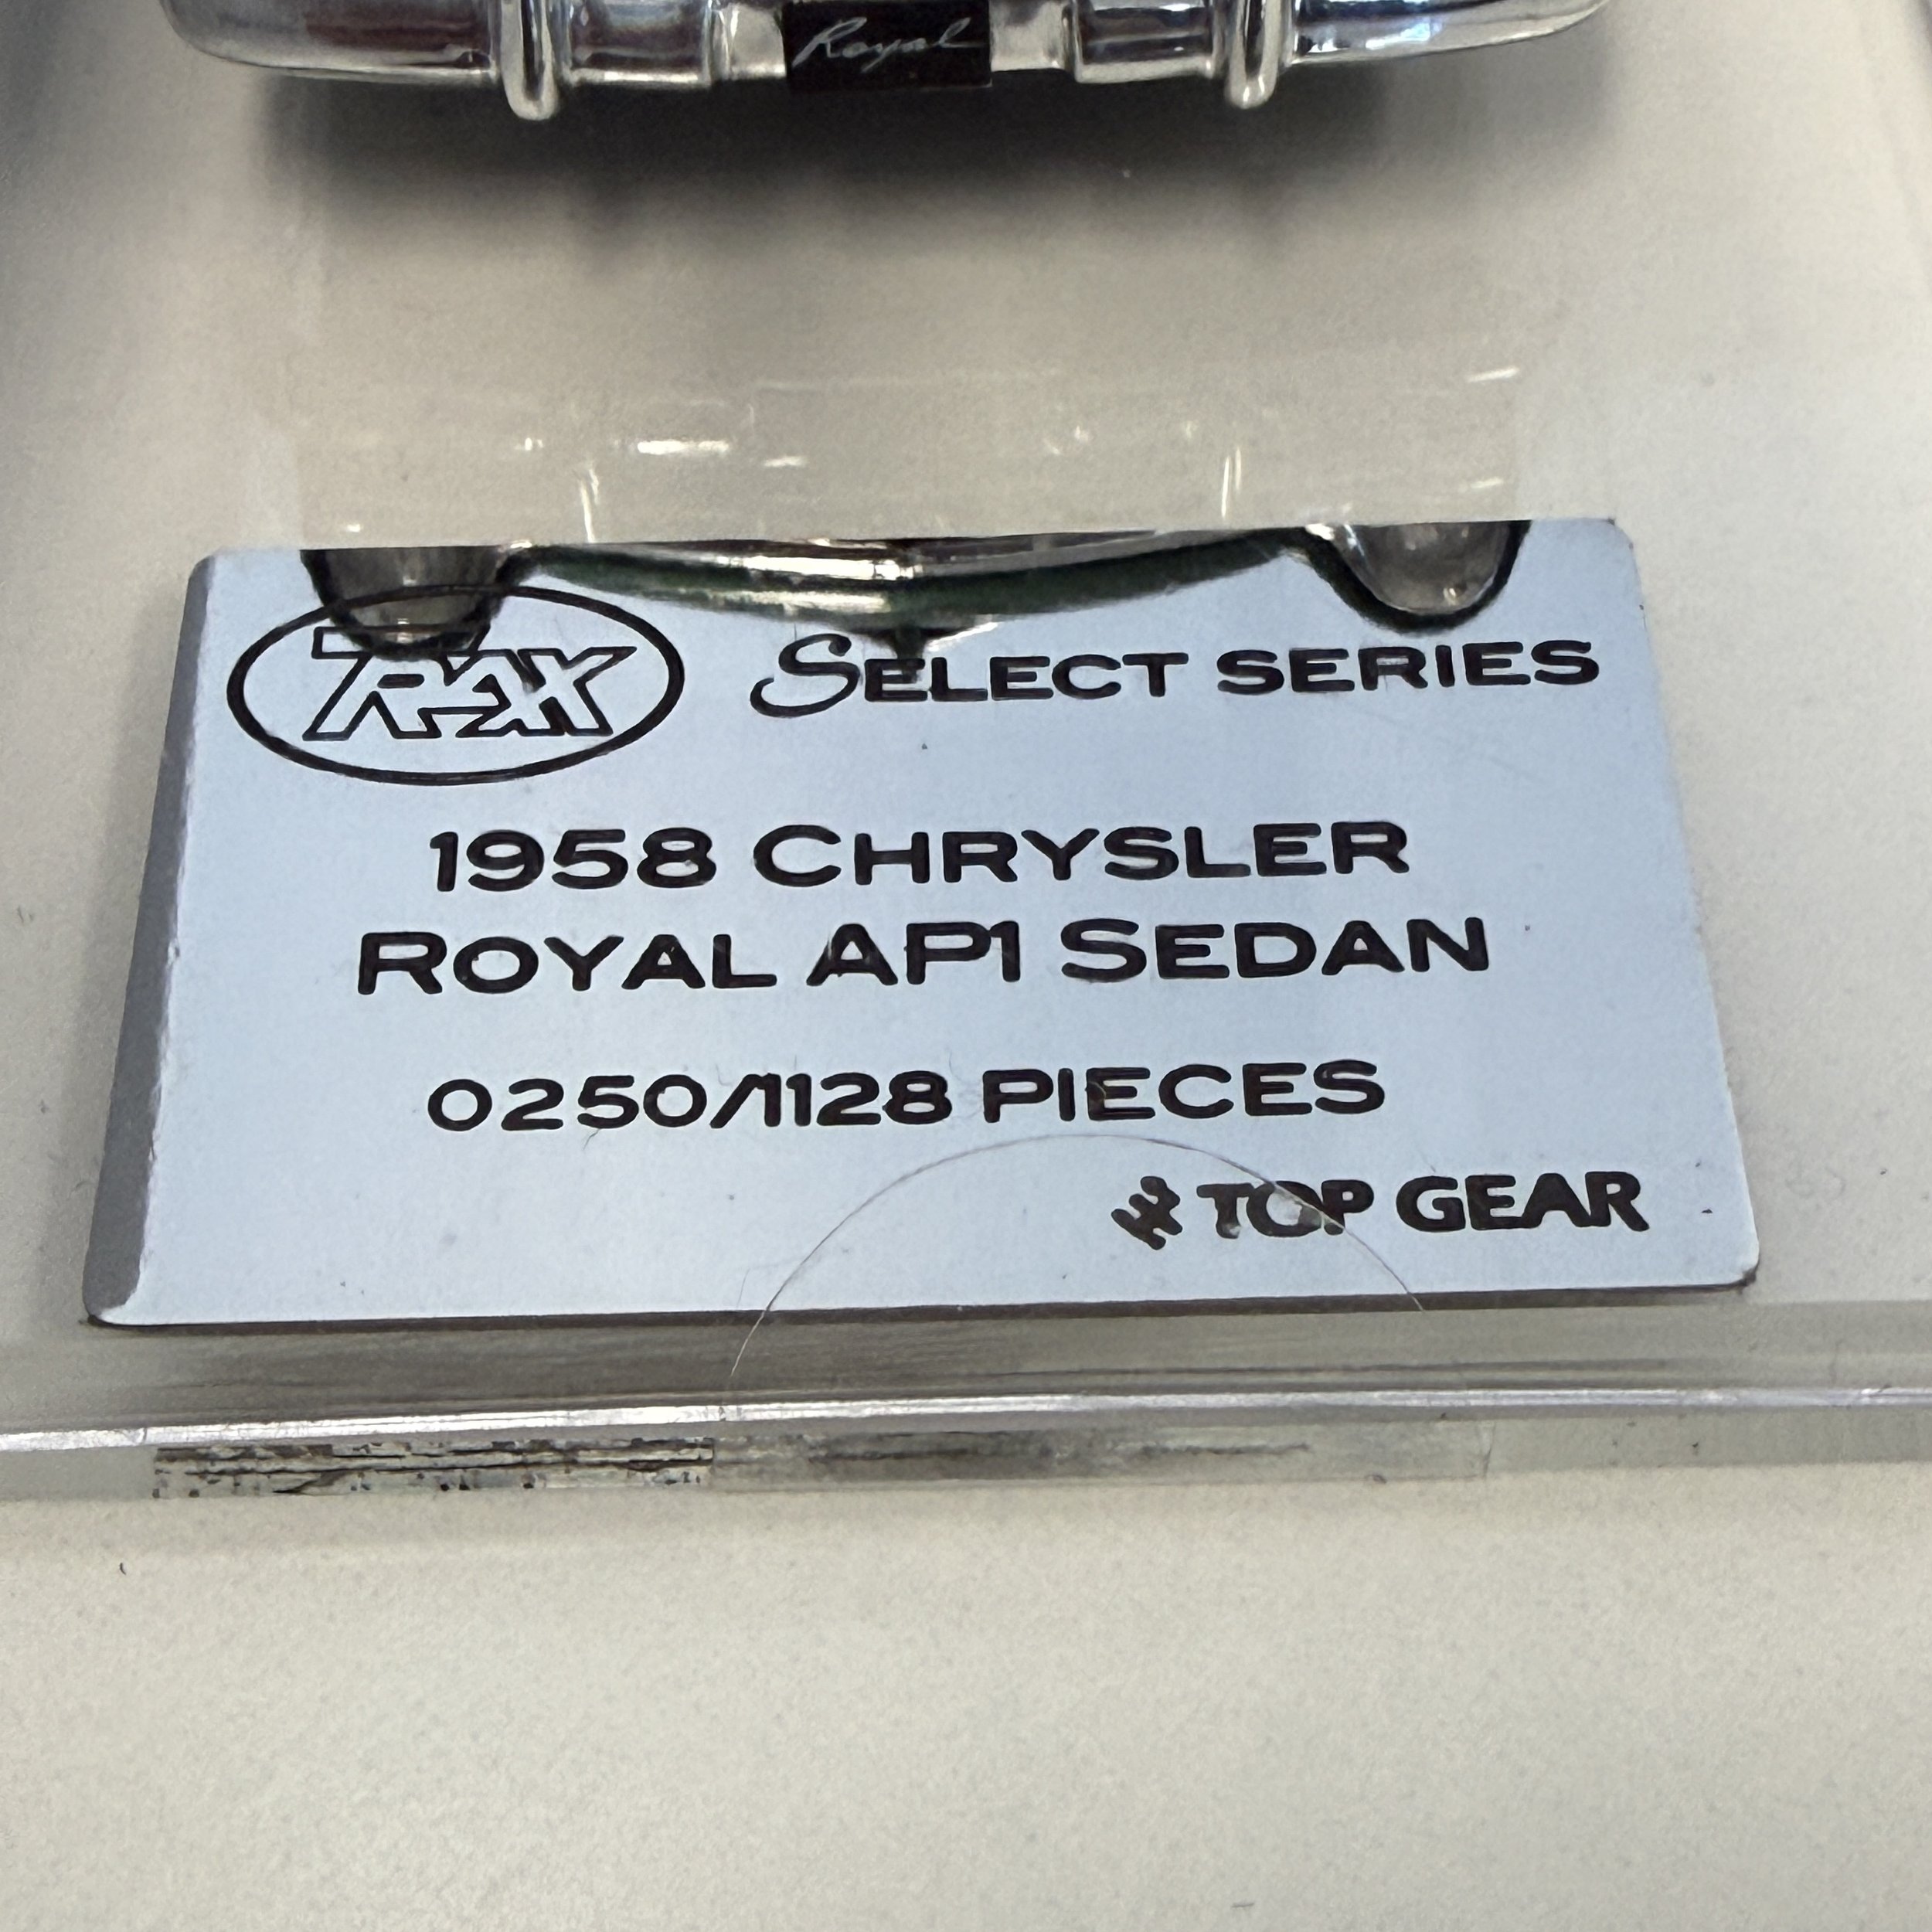 Royal
TRAX SELECT SERIES
1958 CHRYSLER
ROYAL AP1 SEDAN
0250/1128 PIECES
TOP GEAR